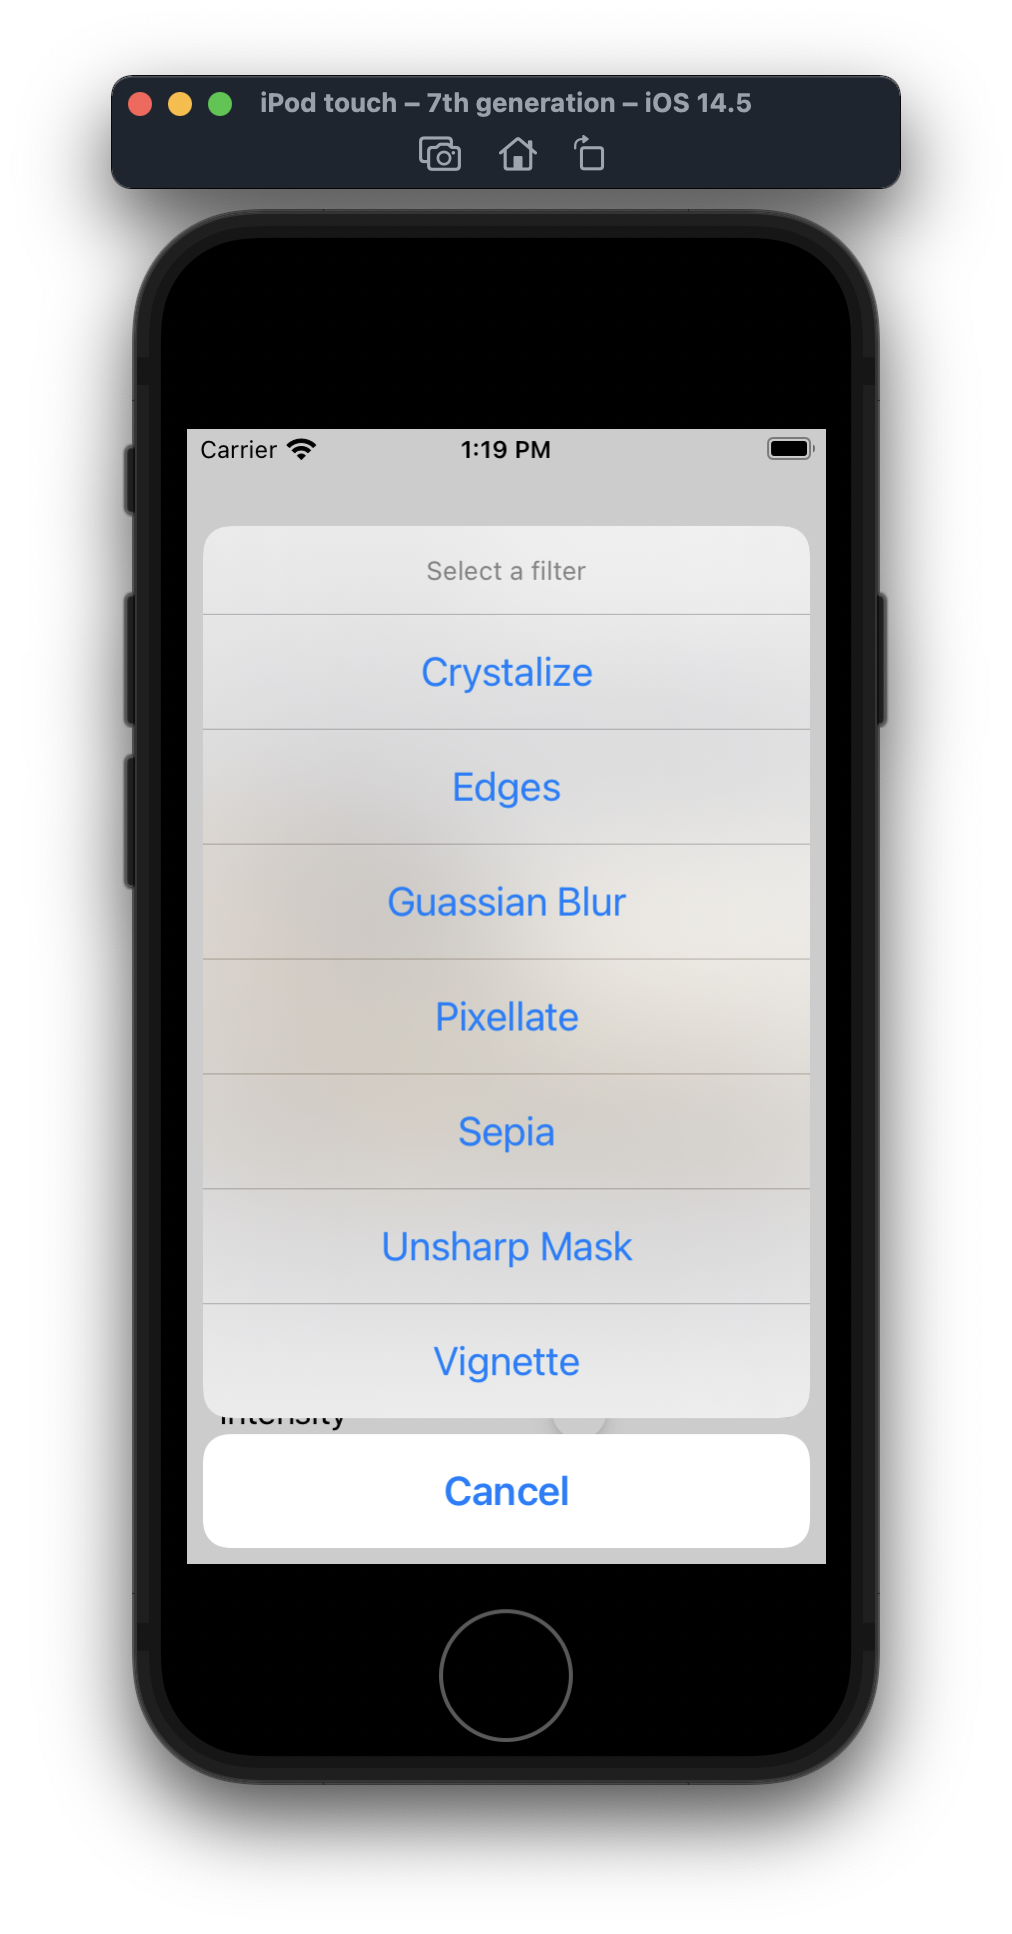 iPod touch – 7th generation – iOS 14.5
Carrier 1:19 PM
Select a filter
Crystalize
Edges
Guassian Blur
Pixellate
Sepia
Unsharp Mask
Vignette
Intensity
Cancel